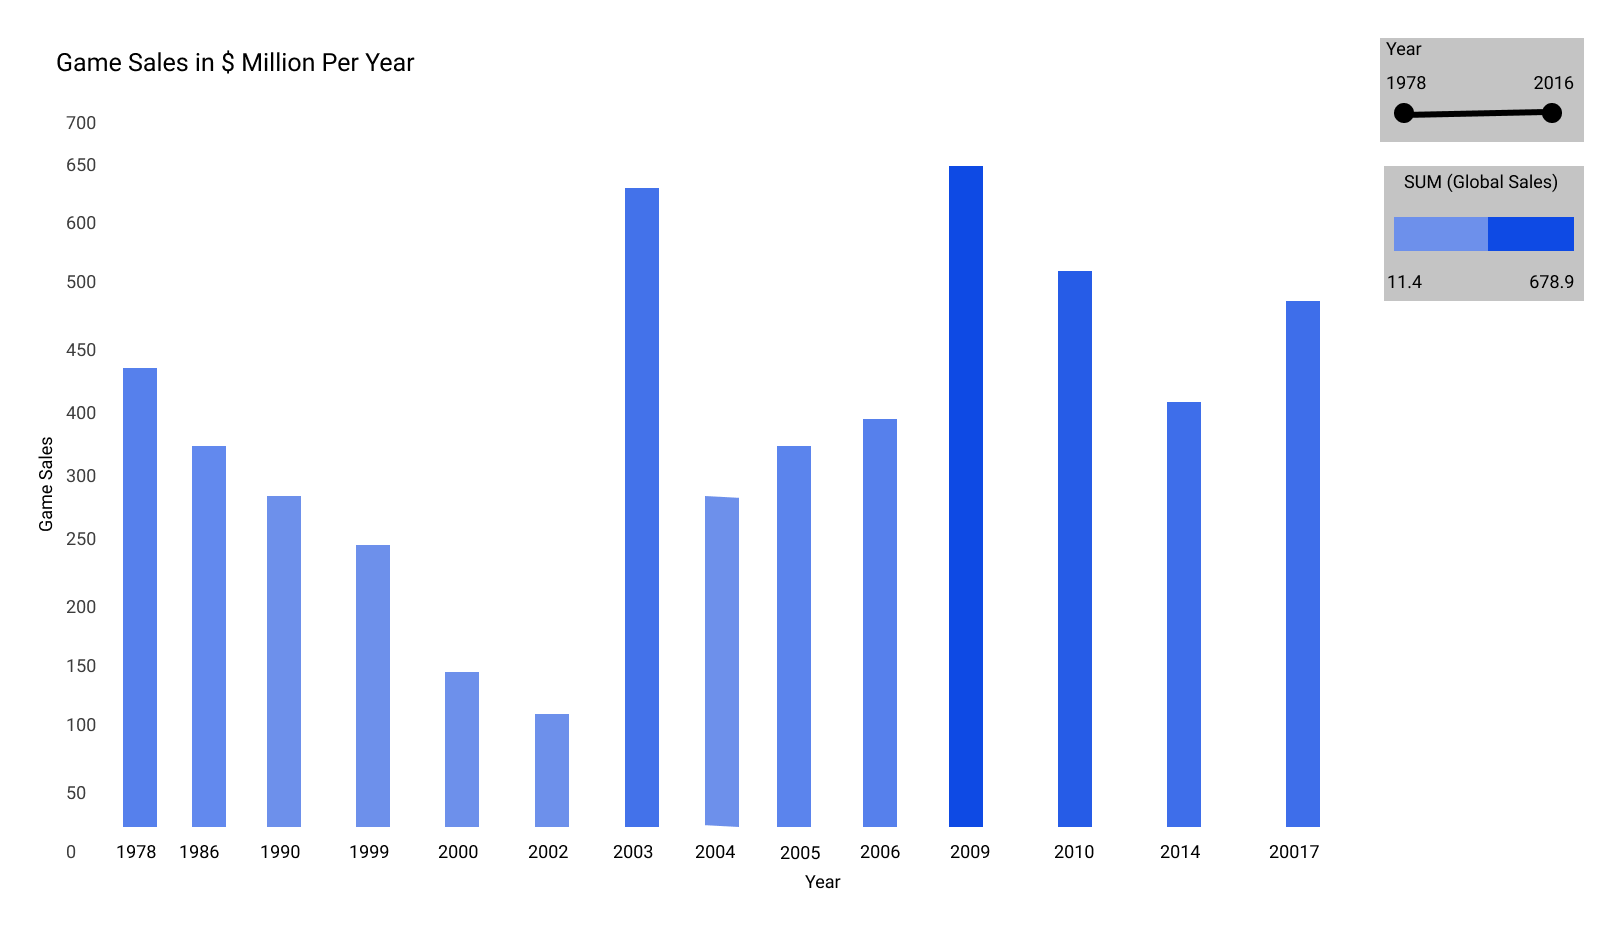 Game Sales in $ Million Per Year
Year
1978 2016
SUM (Global Sales)
11.4 678.9
700
650
600
500
450
400
300
250
200
150
100
50
0
Game Sales
1978 1986 1990 1999 2000 2002 2003 2004 2005 2006 2009 2010 2014 20017
Year